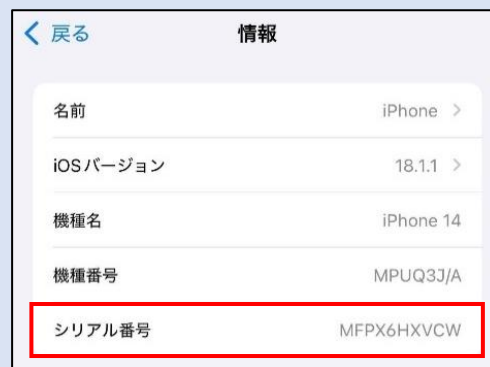 戻る 情報
名前 iPhone
iOSバージョン 18.1.1
機種名 iPhone 14
機種番号 MPUQ3J/A
シリアル番号 MFPX6HXVCW